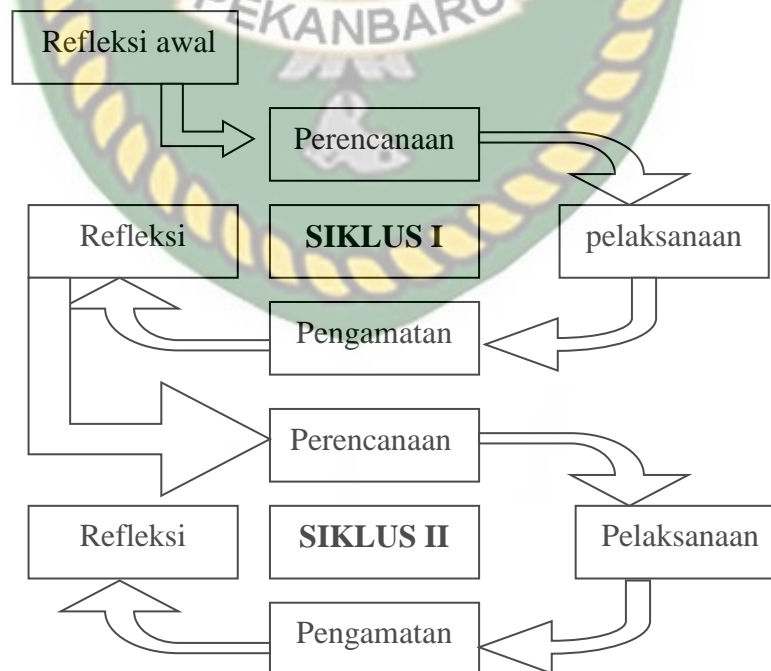 PEKANBARU
Refleksi awal
Perencanaan
Refleksi
SIKLUS I
pelaksanaan
Pengamatan
Perencanaan
Refleksi
SIKLUS II
Pelaksanaan
Pengamatan